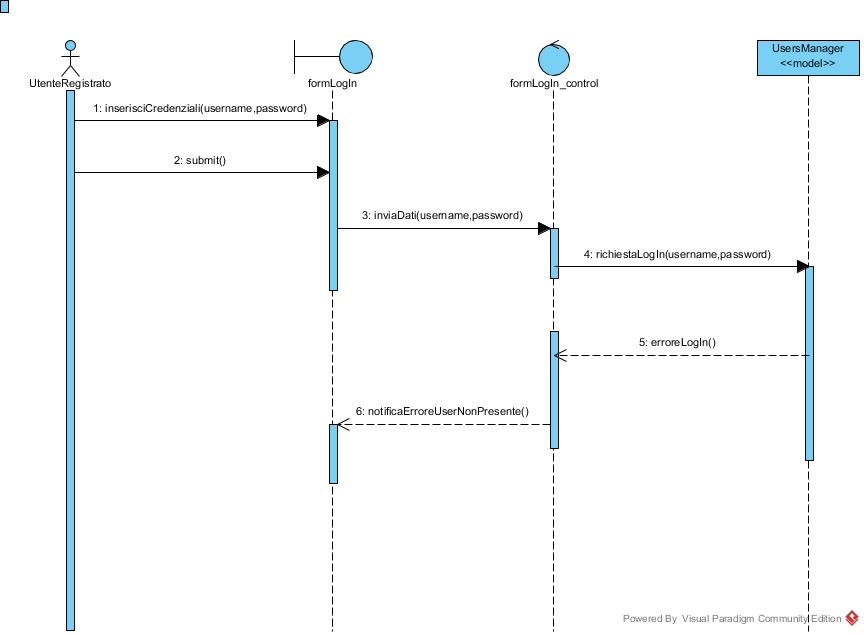 UsersManager
<<model>>
UtenteRegistrato
formLogIn
formLogIn_control
1: inserisciCredenziali(username,password)
2: submit()
3: inviaDati(username,password)
4: richiestaLogIn(username,password)
5: erroreLogIn()
6: notificaErroreUserNonPresente()
Powered By Visual Paradigm Community Edition